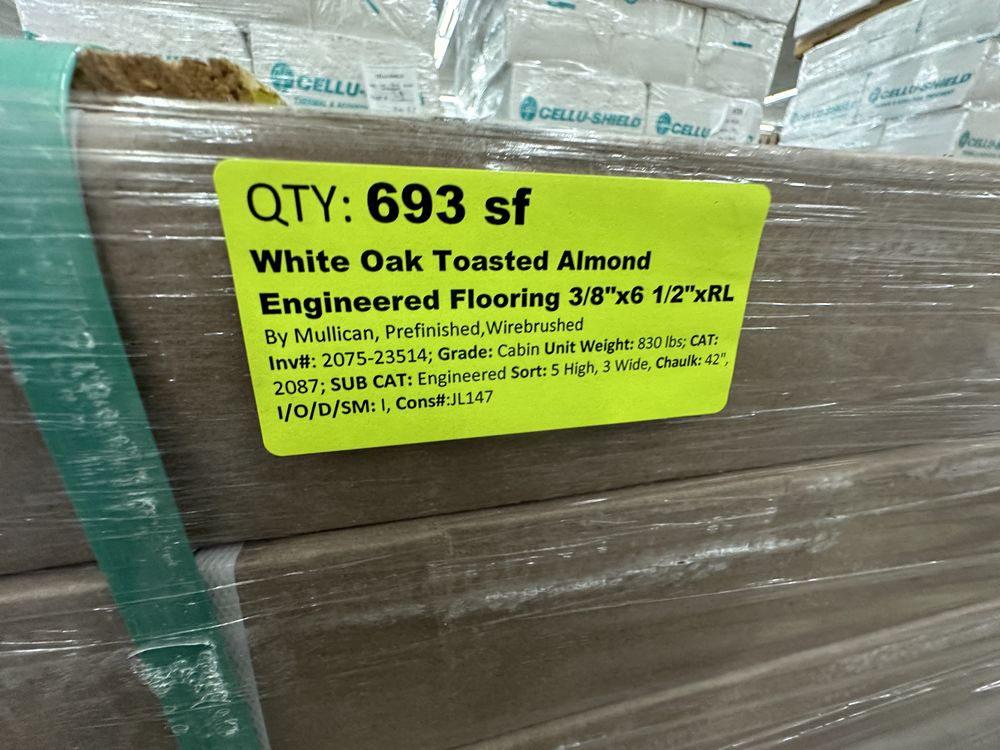 CELLU-
CELLU-SHIELD
CELLU
CELLU-SHIELD
QTY: 693 sf
White Oak Toasted Almond
Engineered Flooring 3/8"x6 1/2"xRL
By Mullican, Prefinished,Wirebrushed
Inv#: 2075-23514; Grade: Cabin Unit Weight: 830 lbs; CAT:
2087; SUB CAT: Engineered Sort: 5 High, 3 Wide, Chaulk: 42",
I/O/D/SM: I, Cons#:JL147